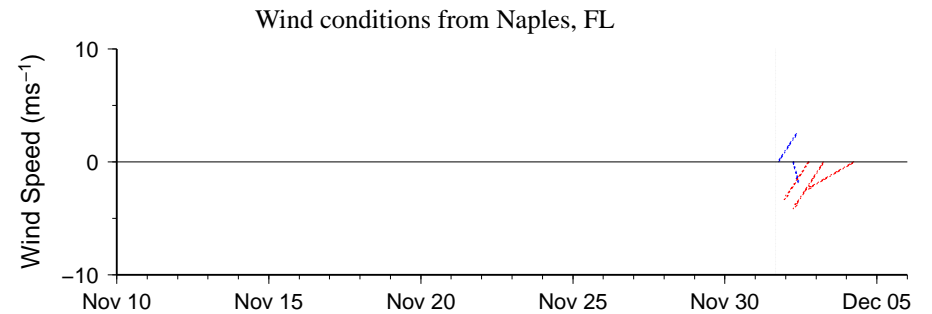 Wind conditions from Naples, FL
10
Wind Speed (ms⁻¹)
0
−10
Nov 10 Nov 15 Nov 20 Nov 25 Nov 30 Dec 05